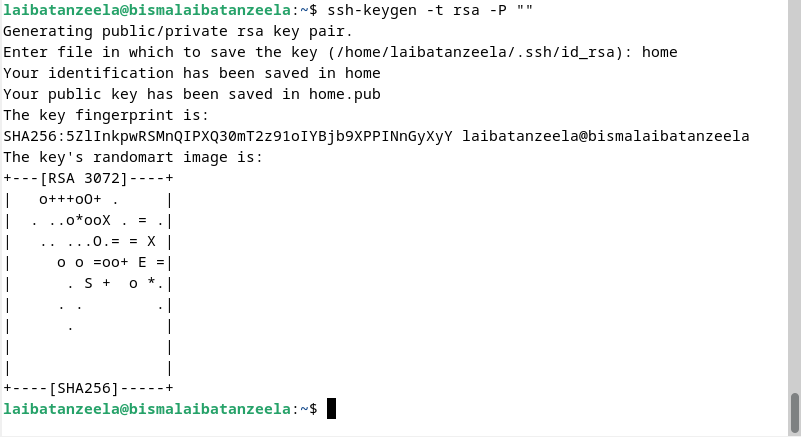 laibatanzeela@bismalaibatanzeela:~$ ssh-keygen -t rsa -P ""
Generating public/private rsa key pair.
Enter file in which to save the key (/home/laibatanzeela/.ssh/id_rsa): home
Your identification has been saved in home
Your public key has been saved in home.pub
The key fingerprint is:
SHA256:5ZlInkpwRSMnQIPXQ30mT2z91oIYBjb9XPPINnGyXyY laibatanzeela@bismalaibatanzeela
The key's randomart image is:
+---[RSA 3072]----+
|   o+++oO+ .     |
|  . ..o*ooX . = .|
|   .. ...O.= = X |
|     o o =oo+ E =|
|      . S +  o *.|
|     . .        .|
|      .          |
|                 |
|                 |
+----[SHA256]-----+
laibatanzeela@bismalaibatanzeela:~$